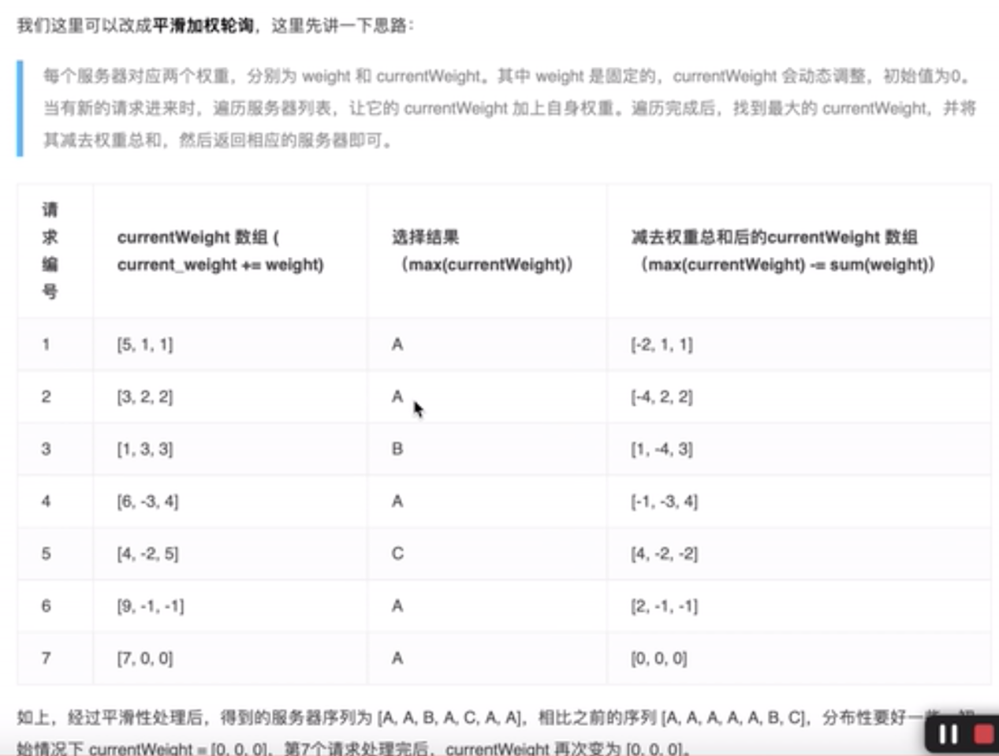 我们这里可以改成平滑加权轮询，这里先讲一下思路：
每个服务器对应两个权重，分别为 weight 和 currentWeight。其中 weight 是固定的，currentWeight 会动态调整，初始值为0。
当有新的请求进来时，遍历服务器列表，让它的 currentWeight 加上自身权重。遍历完成后，找到最大的 currentWeight，并将
其减去权重总和，然后返回相应的服务器即可。
请
求
编
号
currentWeight 数组 (
current_weight += weight)
选择结果
（max(currentWeight)）
减去权重总和后的currentWeight 数组
（max(currentWeight) -= sum(weight)）
1 [5, 1, 1] A [-2, 1, 1]
2 [3, 2, 2] A [-4, 2, 2]
3 [1, 3, 3] B [1, -4, 3]
4 [6, -3, 4] A [-1, -3, 4]
5 [4, -2, 5] C [4, -2, -2]
6 [9, -1, -1] A [2, -1, -1]
7 [7, 0, 0] A [0, 0, 0]
如上，经过平滑性处理后，得到的服务器序列为 [A, A, B, A, C, A, A]，相比之前的序列 [A, A, A, A, A, B, C]，分布性要好一
始情况下 currentWeight = [0, 0, 0]，第7个请求处理完后，currentWeight 再次变为 [0, 0, 0]。